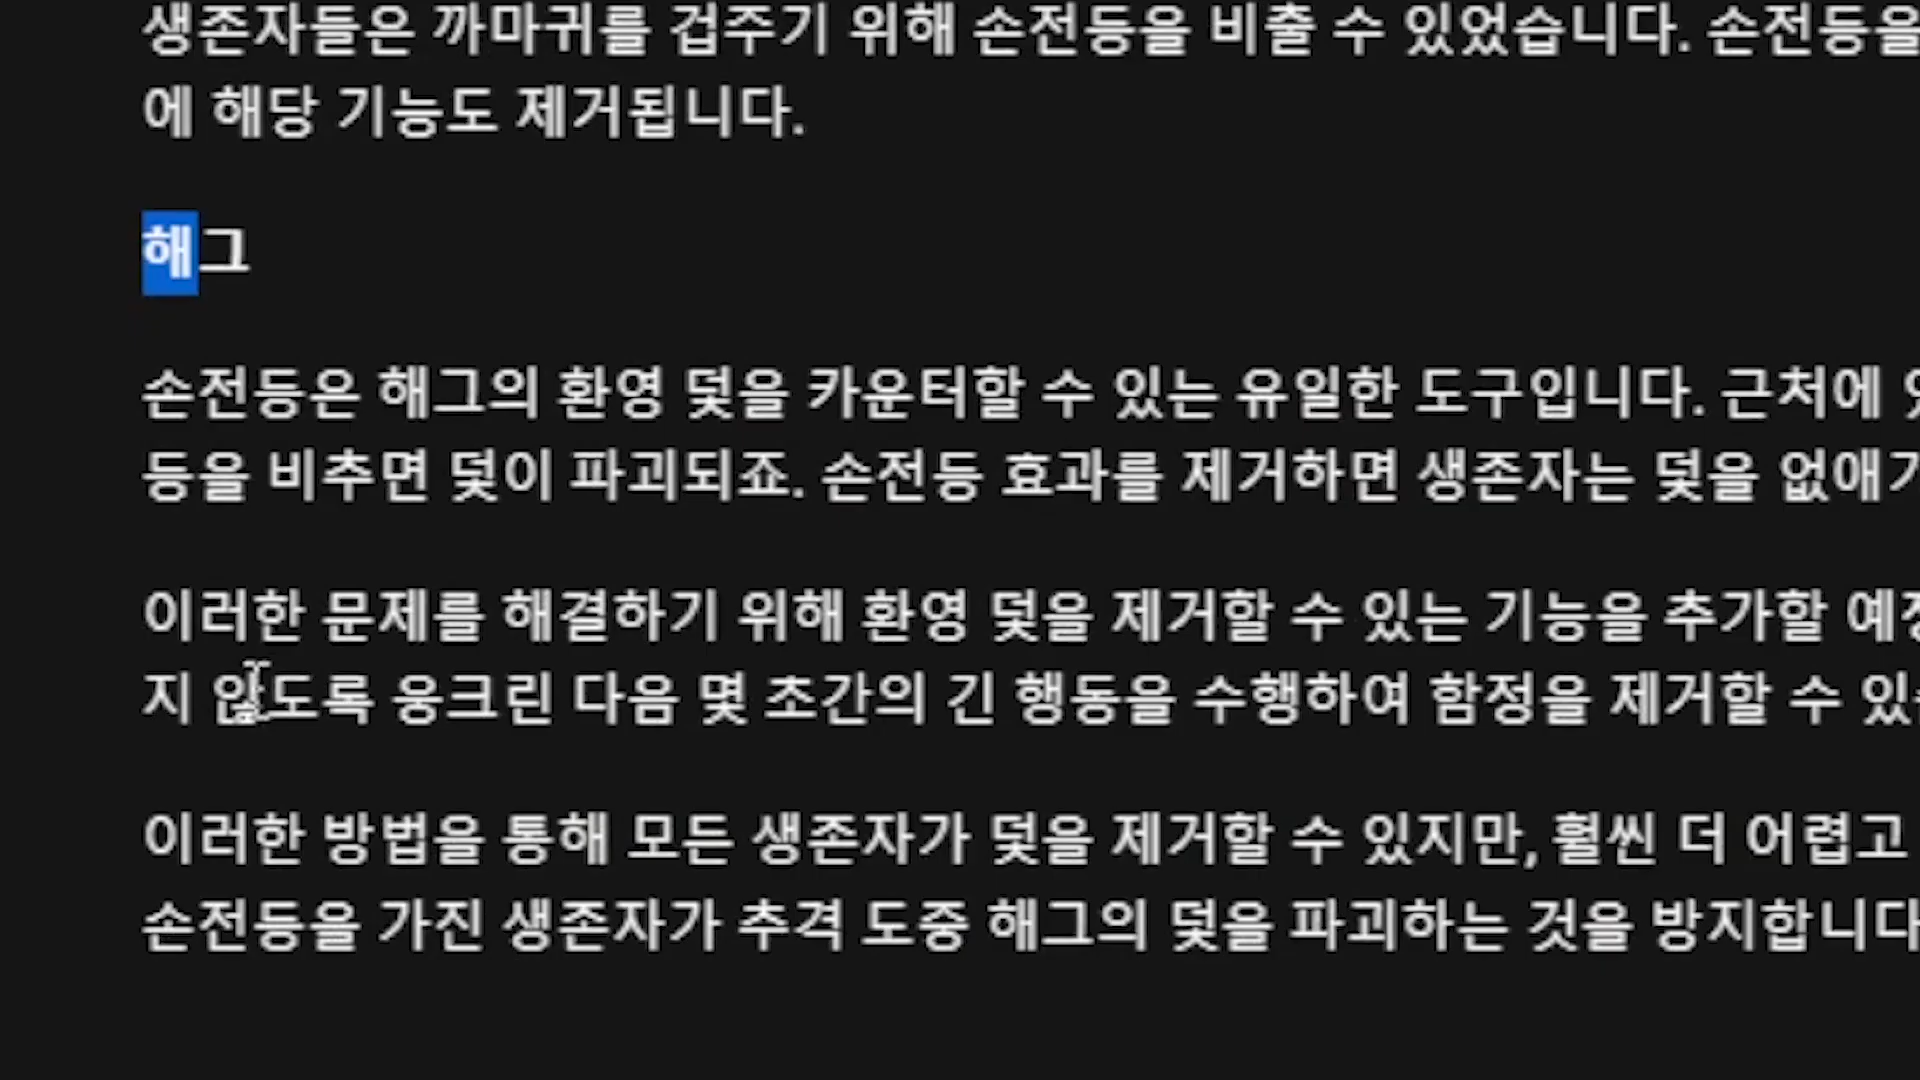 생존자들은 까마귀를 겁주기 위해 손전등을 비출 수 있었습니다. 손전등을
에 해당 기능도 제거됩니다.
해그
손전등은 해그의 환영 덫을 카운터할 수 있는 유일한 도구입니다. 근처에
등을 비추면 덫이 파괴되죠. 손전등 효과를 제거하면 생존자는 덫을 없애
이러한 문제를 해결하기 위해 환영 덫을 제거할 수 있는 기능을 추가할
지 않도록 웅크린 다음 몇 초간의 긴 행동을 수행하여 함정을 제거할 수 있
이러한 방법을 통해 모든 생존자가 덫을 제거할 수 있지만, 훨씬 더 어렵고
손전등을 가진 생존자가 추격 도중 해그의 덫을 파괴하는 것을 방지합니다